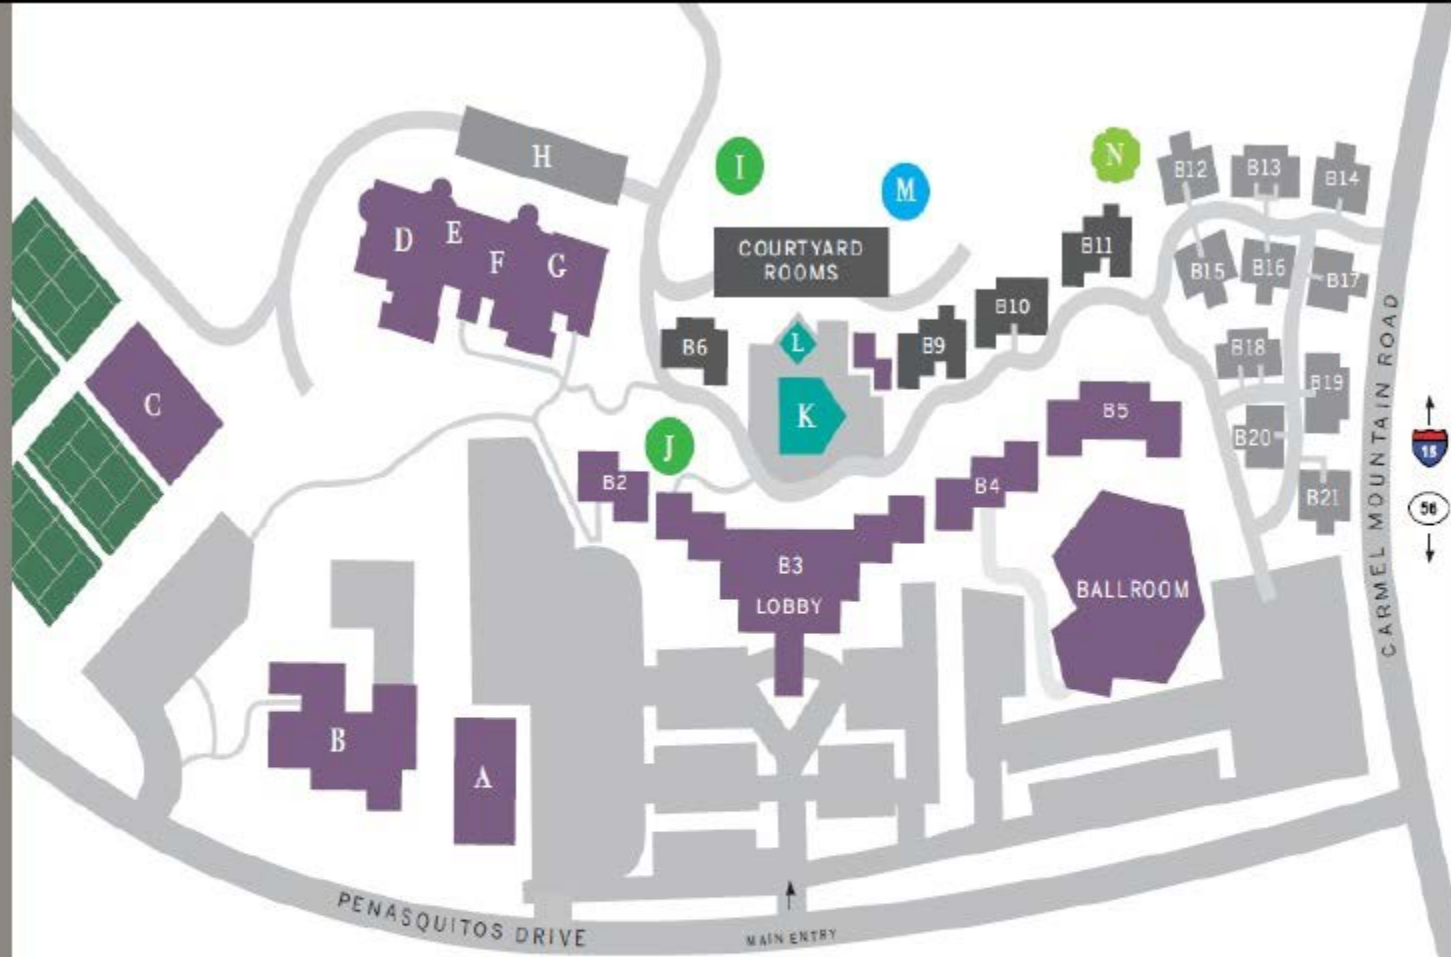 H
I
M
N
B12
B13
B14
D
E
F
G
COURTYARD
ROOMS
B11
B15
B16
B17
B10
L
B6
B9
B18
B19
C
K
B5
B20
J
B2
B4
B21
B3
LOBBY
BALLROOM
B
A
CARMEL MOUNTAIN ROAD
15
56
PENASQUITOS DRIVE
MAIN ENTRY